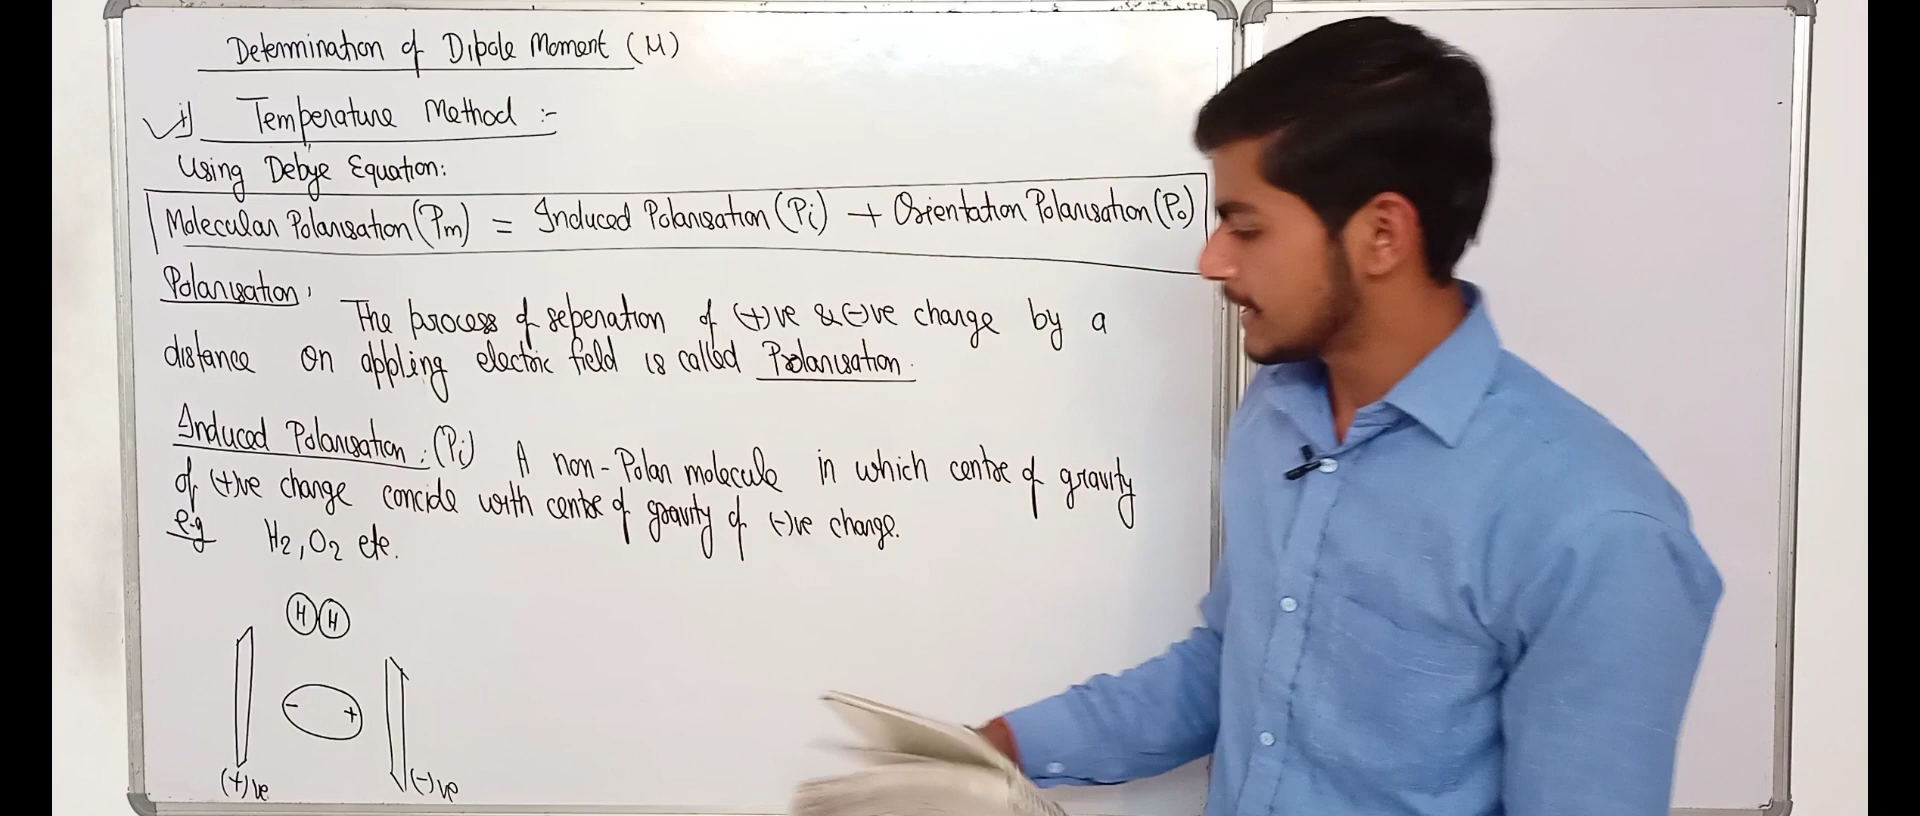 Determination of Dipole Moment (M)
1) Temperature Method :-
Using Debye Equation:
Molecular Polarisation (Pm) = Induced Polarisation (Pi) + Orientation Polarisation (Po)
Polarisation:
The process of seperation of (+)ve & (-)ve charge by a
distance on appling electric field is called Polarisation.
Induced Polarisation: (Pi) A non-Polar molecule in which centre of gravity
of (+)ve charge concide with centre of gravity of (-)ve charge.
e.g H2, O2 etc.
H H
- +
(+)ve (-)ve